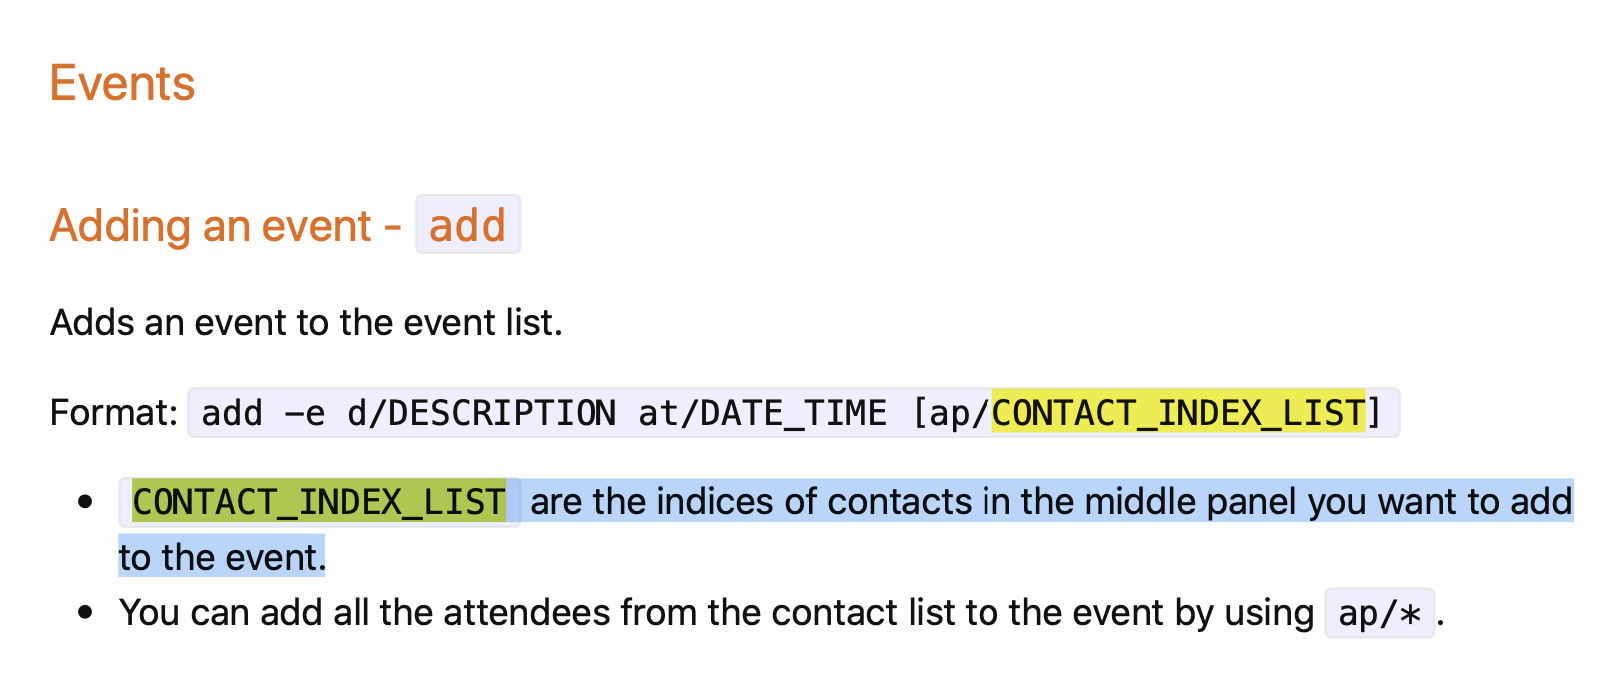 Events
Adding an event - add
Adds an event to the event list.
Format: add -e d/DESCRIPTION at/DATE_TIME [ap/CONTACT_INDEX_LIST]
• CONTACT_INDEX_LIST are the indices of contacts in the middle panel you want to add
to the event.
• You can add all the attendees from the contact list to the event by using ap/*.